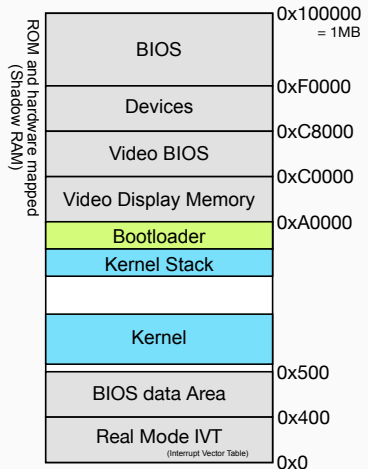 ROM and hardware mapped
(Shadow RAM)
0x100000
= 1MB
BIOS
0xF0000
Devices
0xC8000
Video BIOS
0xC0000
Video Display Memory
0xA0000
Bootloader
Kernel Stack
Kernel
0x500
BIOS data Area
0x400
Real Mode IVT
(Interrupt Vector Table)
0x0